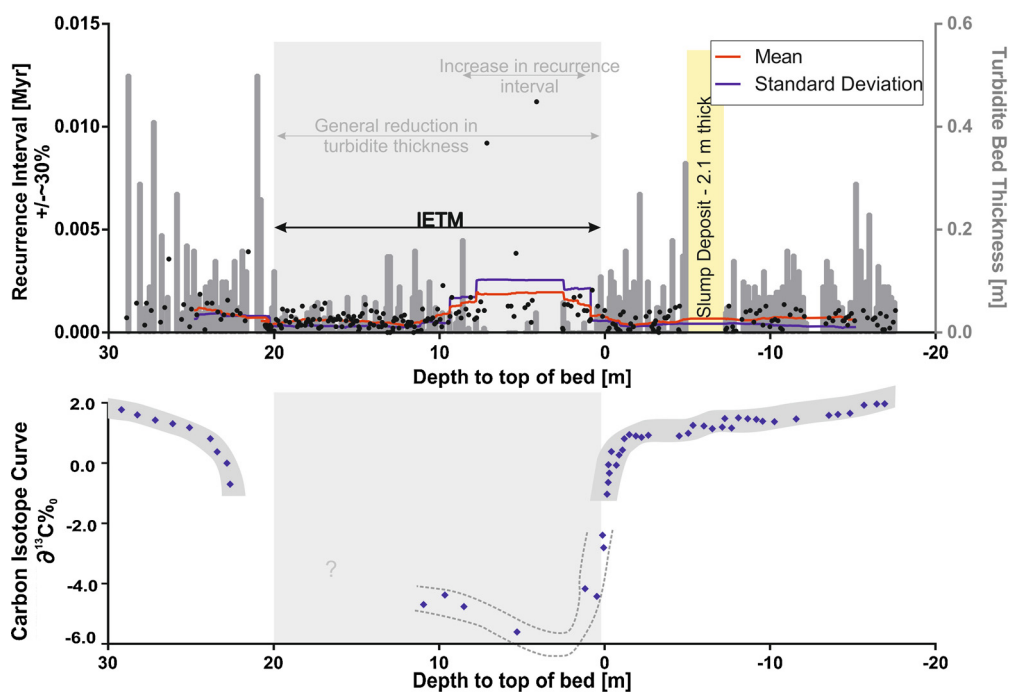 0.015
0.010
0.005
0.000
Recurrence Interval [Myr]
+/-~30%
0.6
0.4
0.2
0.0
Turbidite Bed Thickness [m]
Mean
Standard Deviation
Increase in recurrence
interval
General reduction in
turbidite thickness
IETM
Slump Deposit - 2.1 m thick
30
20
10
0
-10
-20
Depth to top of bed [m]
2.0
0.0
-2.0
-4.0
-6.0
Carbon Isotope Curve
∂¹³C%₀
?
30
20
10
0
-10
-20
Depth to top of bed [m]